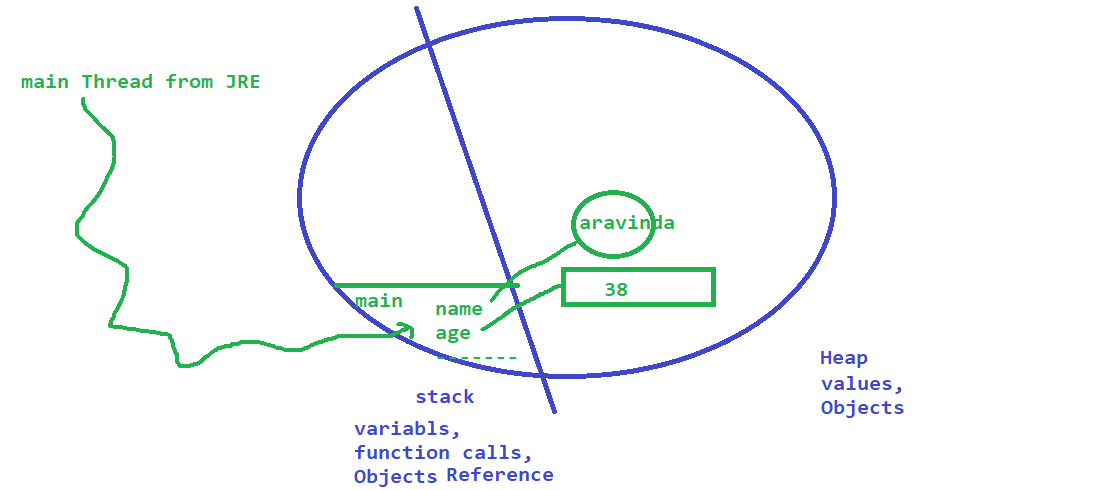 main Thread from JRE
aravinda
38
main
name
age
Heap
values,
Objects
stack
variabls,
function calls,
Objects Reference